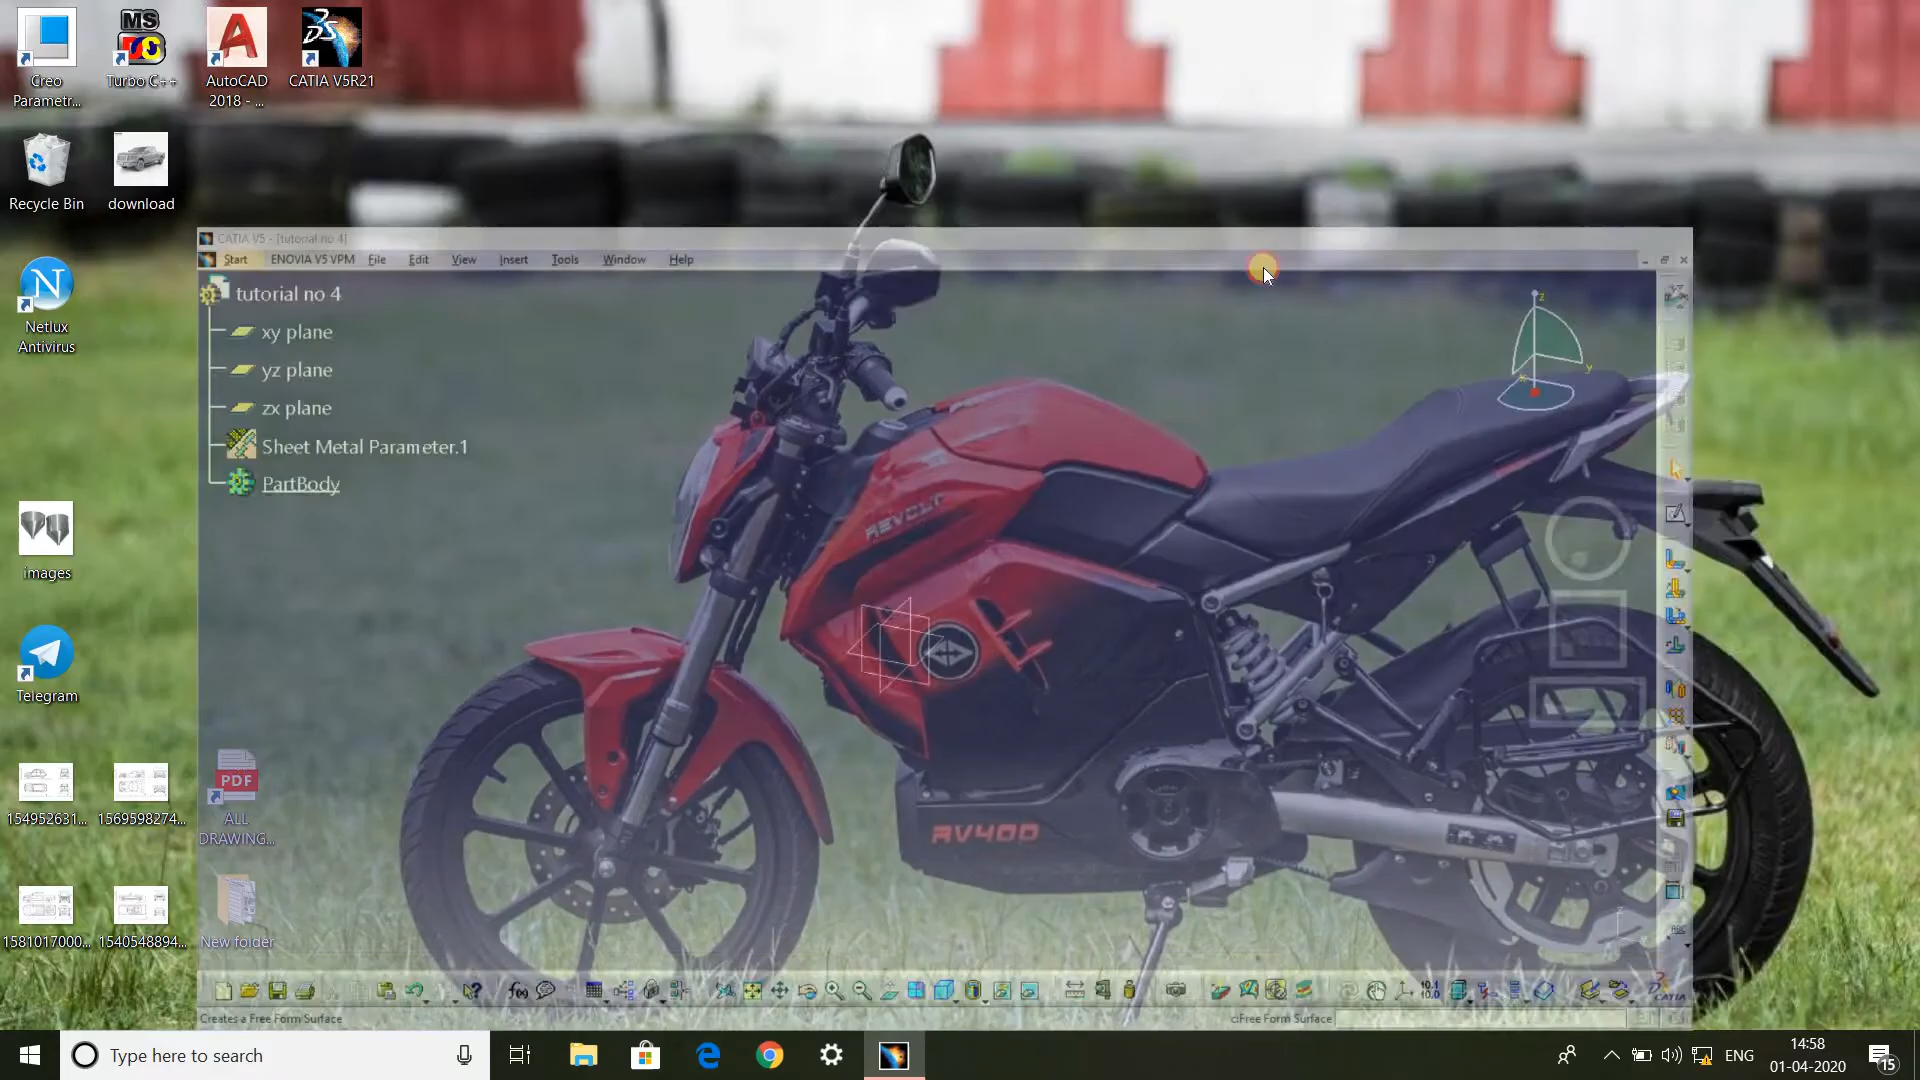 Creo
Parametr...
Turbo C++
AutoCAD
2018 - ...
CATIA V5R21
Recycle Bin
download
Netlux
Antivirus
images
Telegram
154952631...
1569598274...
1581017000...
1540548894...
PDF
ALL
DRAWING...
New folder
CATIA V5 - [tutorial no 4]
Start ENOVIA V5 VPM File Edit View Insert Tools Window Help
tutorial no 4
xy plane
yz plane
zx plane
Sheet Metal Parameter.1
PartBody
z
y
x
REVOLT
RV400
CATIA
Creates a Free Form Surface
c:Free Form Surface
Type here to search
ENG
14:58
01-04-2020
15